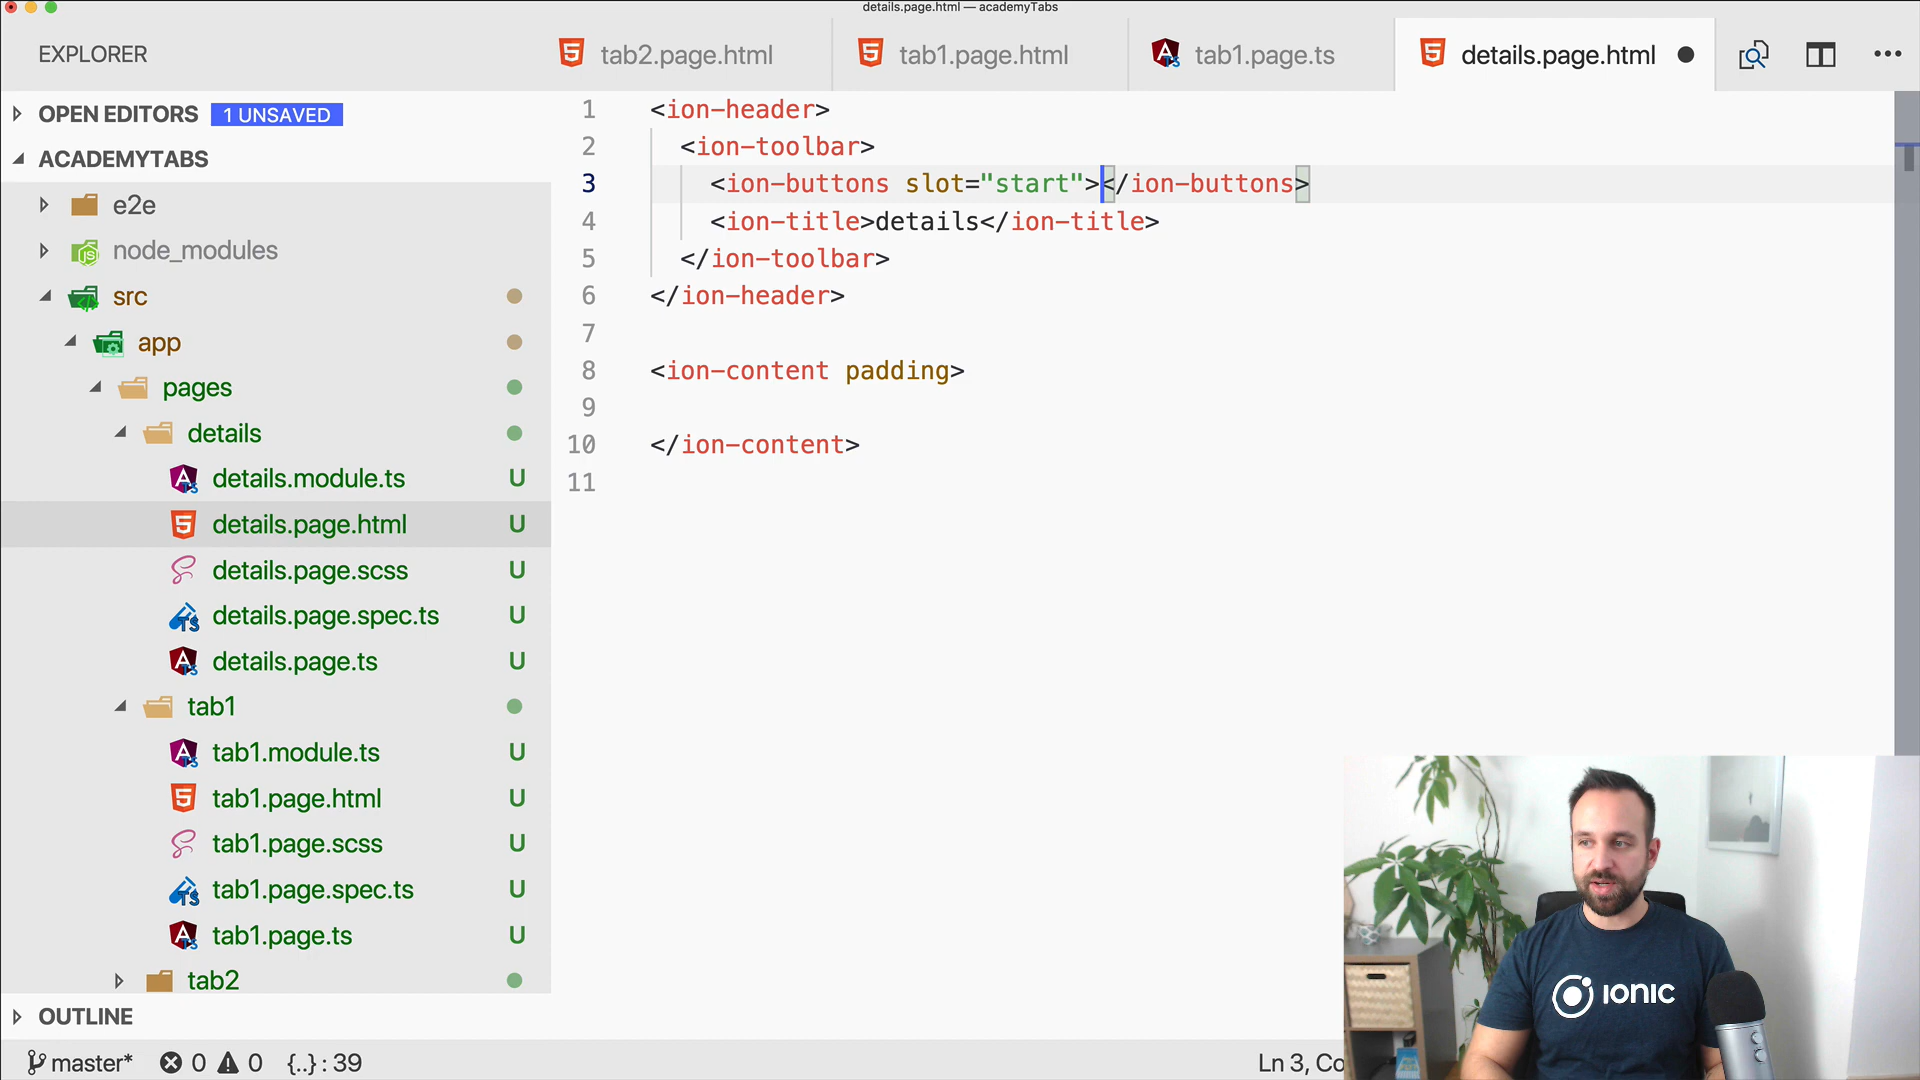 details.page.html — academyTabs
EXPLORER
tab2.page.html
tab1.page.html
tab1.page.ts
details.page.html
OPEN EDITORS 1 UNSAVED
ACADEMYTABS
e2e
node_modules
src
app
pages
details
details.module.ts U
details.page.html U
details.page.scss U
details.page.spec.ts U
details.page.ts U
tab1
tab1.module.ts U
tab1.page.html U
tab1.page.scss U
tab1.page.spec.ts U
tab1.page.ts U
tab2
OUTLINE
1 <ion-header>
2 <ion-toolbar>
3 <ion-buttons slot="start"></ion-buttons>
4 <ion-title>details</ion-title>
5 </ion-toolbar>
6 </ion-header>
7
8 <ion-content padding>
9
10 </ion-content>
11
IONIC
master* 0 0 {..} : 39
Ln 3, Co